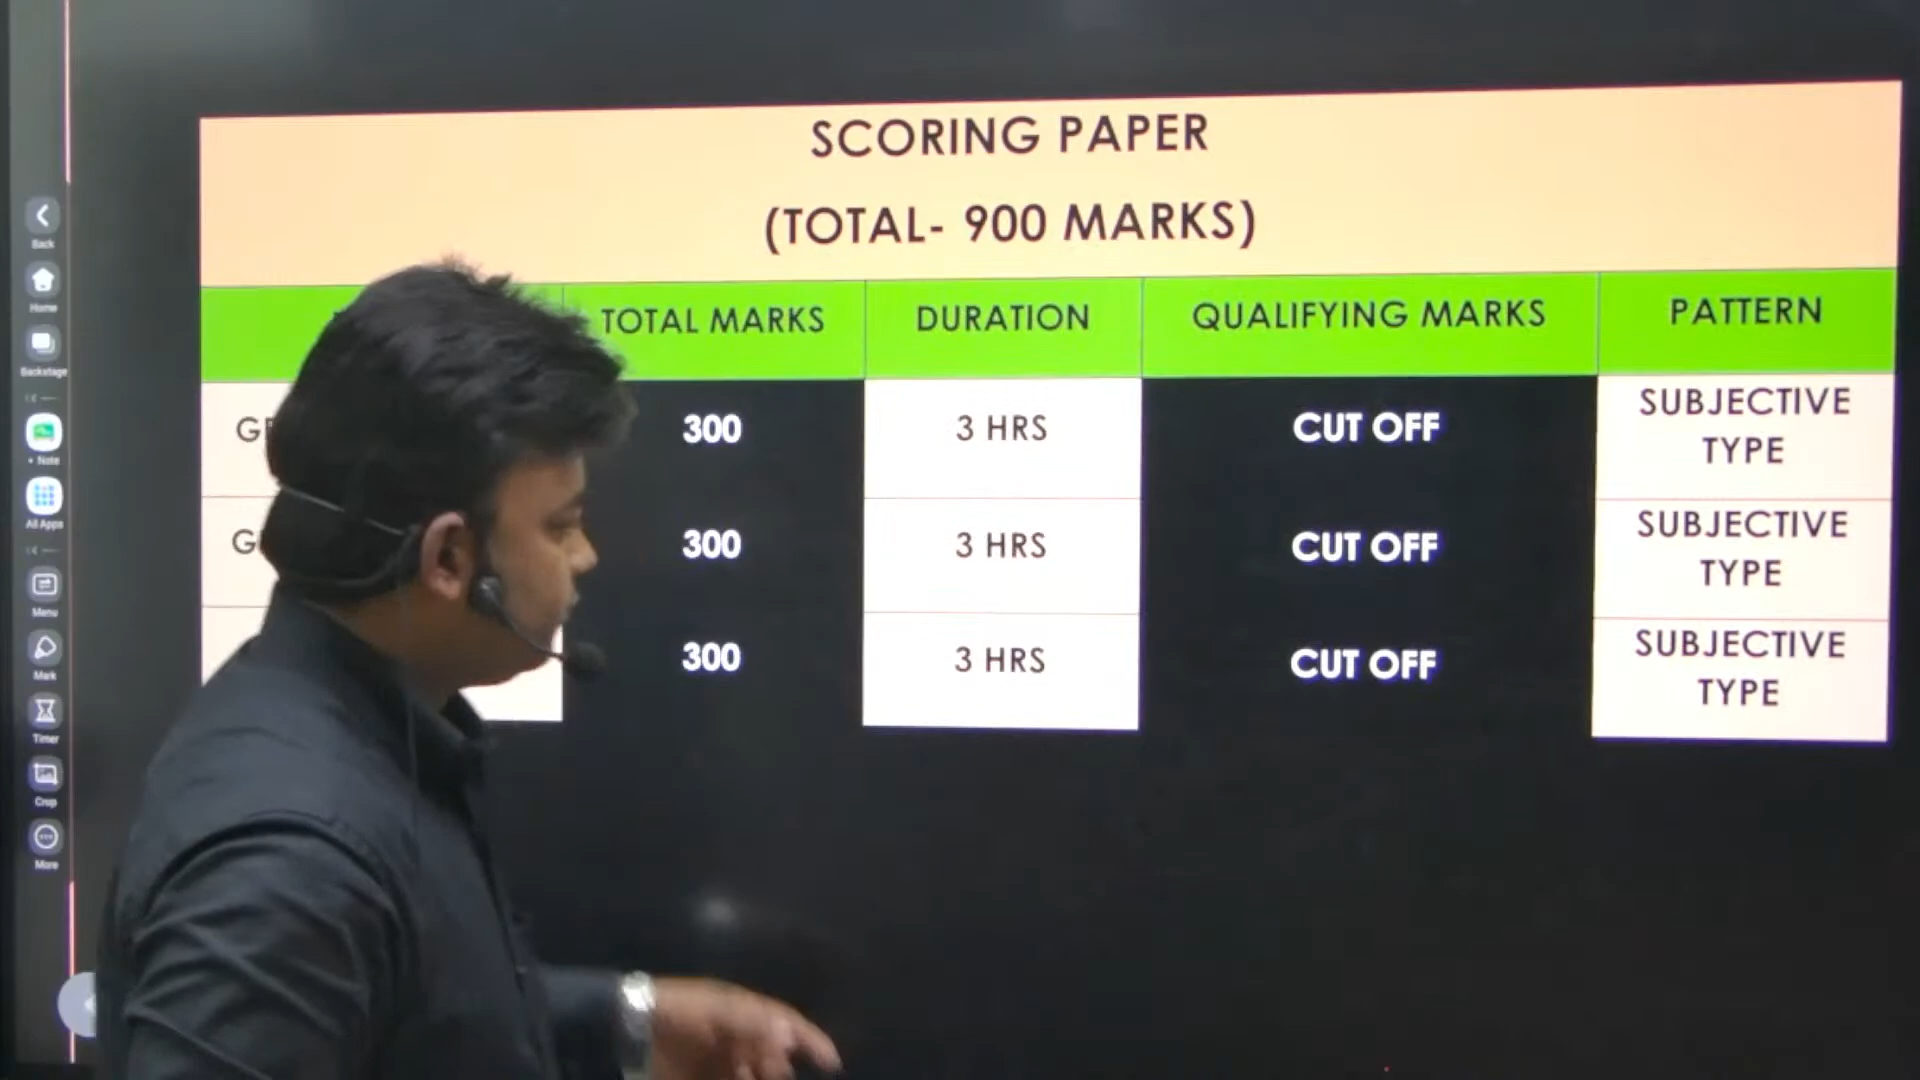 SCORING PAPER
(TOTAL- 900 MARKS)
TOTAL MARKS
DURATION
QUALIFYING MARKS
PATTERN
300
3 HRS
CUT OFF
SUBJECTIVE
TYPE
300
3 HRS
CUT OFF
SUBJECTIVE
TYPE
300
3 HRS
CUT OFF
SUBJECTIVE
TYPE
Back
Home
Backstage
Note
All Apps
Menu
Mark
Timer
Crop
More